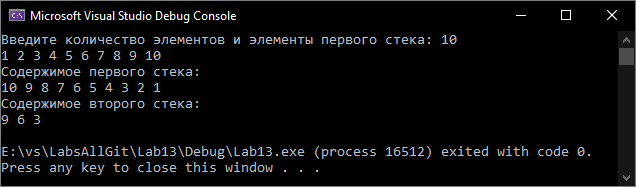 Microsoft Visual Studio Debug Console
Введите количество элементов и элементы первого стека: 10
1 2 3 4 5 6 7 8 9 10
Содержимое первого стека:
10 9 8 7 6 5 4 3 2 1
Содержимое второго стека:
9 6 3
E:\vs\LabsAllGit\Lab13\Debug\Lab13.exe (process 16512) exited with code 0.
Press any key to close this window . . .